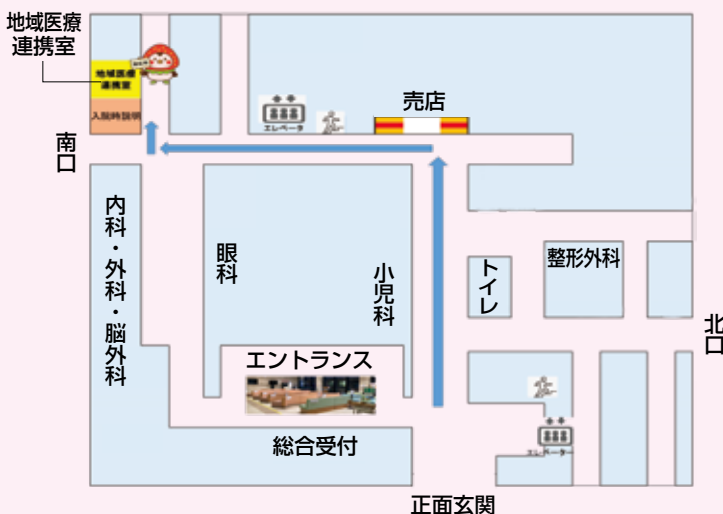 地域医療
連携室
地域医療
連携室
入院時説明
エレベータ
売店
南口
内科・外科・脳外科
眼科
小児科
トイレ
整形外科
北口
エントランス
総合受付
エレベーター
正面玄関